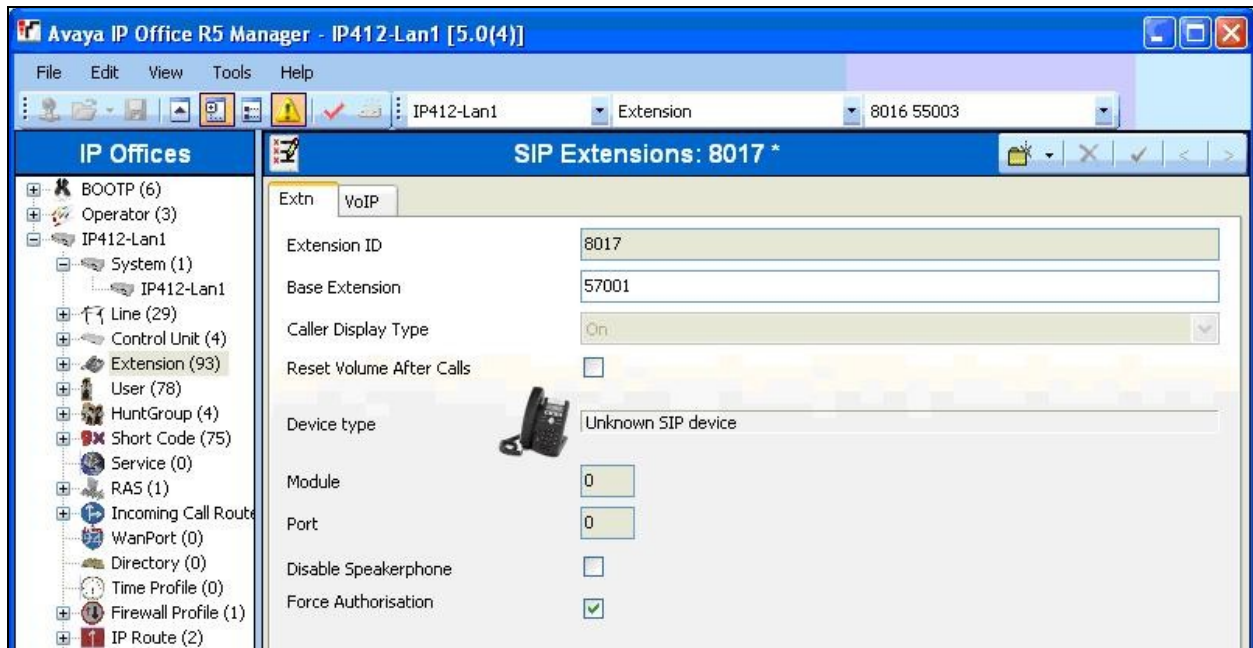 Avaya IP Office R5 Manager - IP412-Lan1 [5.0(4)]
File Edit View Tools Help
IP412-Lan1 Extension 8016 55003
IP Offices
BOOTP (6)
Operator (3)
IP412-Lan1
System (1)
IP412-Lan1
Line (29)
Control Unit (4)
Extension (93)
User (78)
HuntGroup (4)
Short Code (75)
Service (0)
RAS (1)
Incoming Call Route
WanPort (0)
Directory (0)
Time Profile (0)
Firewall Profile (1)
IP Route (2)
SIP Extensions: 8017 *
Extn VoIP
Extension ID 8017
Base Extension 57001
Caller Display Type On
Reset Volume After Calls
Device type Unknown SIP device
Module 0
Port 0
Disable Speakerphone
Force Authorisation